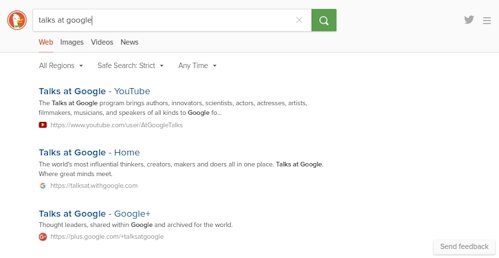 talks at google
Web Images Videos News
All Regions Safe Search: Strict Any Time
Talks at Google - YouTube
The Talks at Google program brings authors, innovators, scientists, actors, actresses, artists,
filmmakers, musicians, and speakers of all kinds to Google fo...
https://www.youtube.com/user/AtGoogleTalks
Talks at Google - Home
The world's most influential thinkers, creators, makers and doers all in one place. Talks at Google.
Where great minds meet.
https://talksat.withgoogle.com
Talks at Google - Google+
Thought leaders, shared within Google and archived for the world.
https://plus.google.com/+talksatgoogle
Send feedback